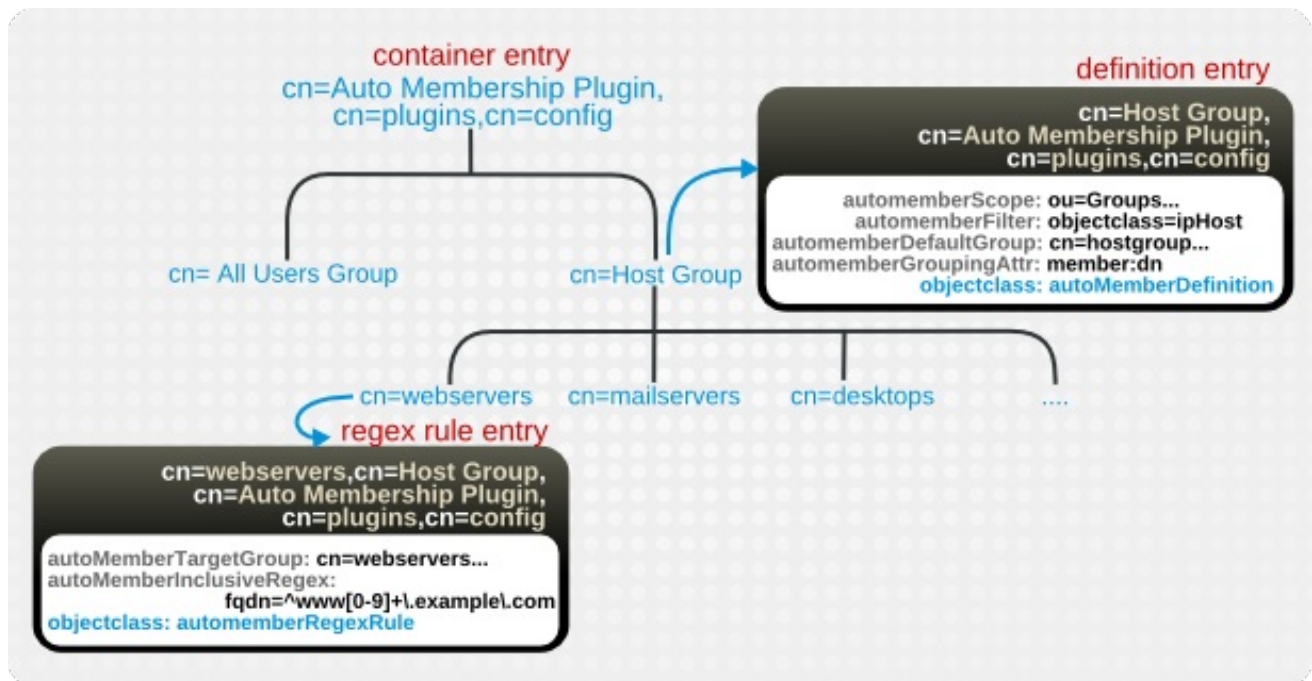 container entry
cn=Auto Membership Plugin,
cn=plugins,cn=config
definition entry
cn=Host Group,
cn=Auto Membership Plugin,
cn=plugins,cn=config
automemberScope: ou=Groups...
automemberFilter: objectclass=ipHost
automemberDefaultGroup: cn=hostgroup...
automemberGroupingAttr: member:dn
objectclass: autoMemberDefinition
cn= All Users Group
cn=Host Group
cn=webservers
cn=mailservers
cn=desktops
....
regex rule entry
cn=webservers,cn=Host Group,
cn=Auto Membership Plugin,
cn=plugins,cn=config
autoMemberTargetGroup: cn=webservers...
autoMemberInclusiveRegex:
fqdn=^www[0-9]+\.example\.com
objectclass: automemberRegexRule